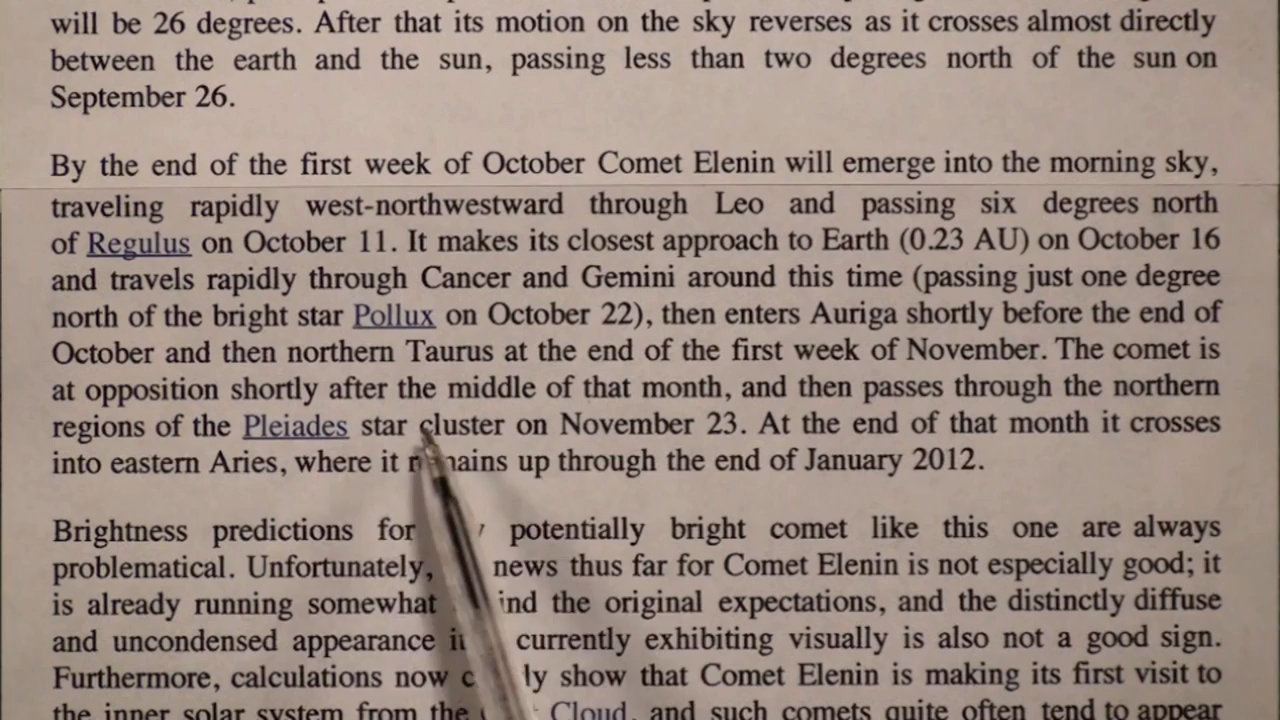 will be 26 degrees. After that its motion on the sky reverses as it crosses almost directly
between the earth and the sun, passing less than two degrees north of the sun on
September 26.
By the end of the first week of October Comet Elenin will emerge into the morning sky,
traveling rapidly west-northwestward through Leo and passing six degrees north
of Regulus on October 11. It makes its closest approach to Earth (0.23 AU) on October 16
and travels rapidly through Cancer and Gemini around this time (passing just one degree
north of the bright star Pollux on October 22), then enters Auriga shortly before the end of
October and then northern Taurus at the end of the first week of November. The comet is
at opposition shortly after the middle of that month, and then passes through the northern
regions of the Pleiades star cluster on November 23. At the end of that month it crosses
into eastern Aries, where it remains up through the end of January 2012.
Brightness predictions for potentially bright comet like this one are always
problematical. Unfortunately, news thus far for Comet Elenin is not especially good; it
is already running somewhat the original expectations, and the distinctly diffuse
and uncondensed appearance currently exhibiting visually is also not a good sign.
Furthermore, calculations now show that Comet Elenin is making its first visit to
the inner solar system from the Cloud, and such comets quite often tend to appear